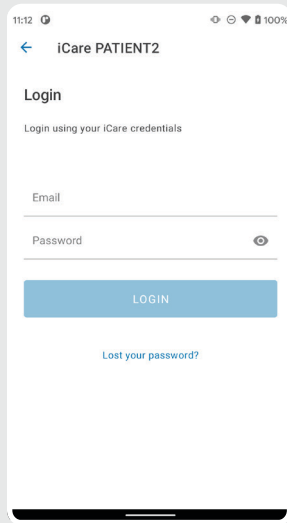 11:12 100%
iCare PATIENT2
Login
Login using your iCare credentials
Email
Password
LOGIN
Lost your password?